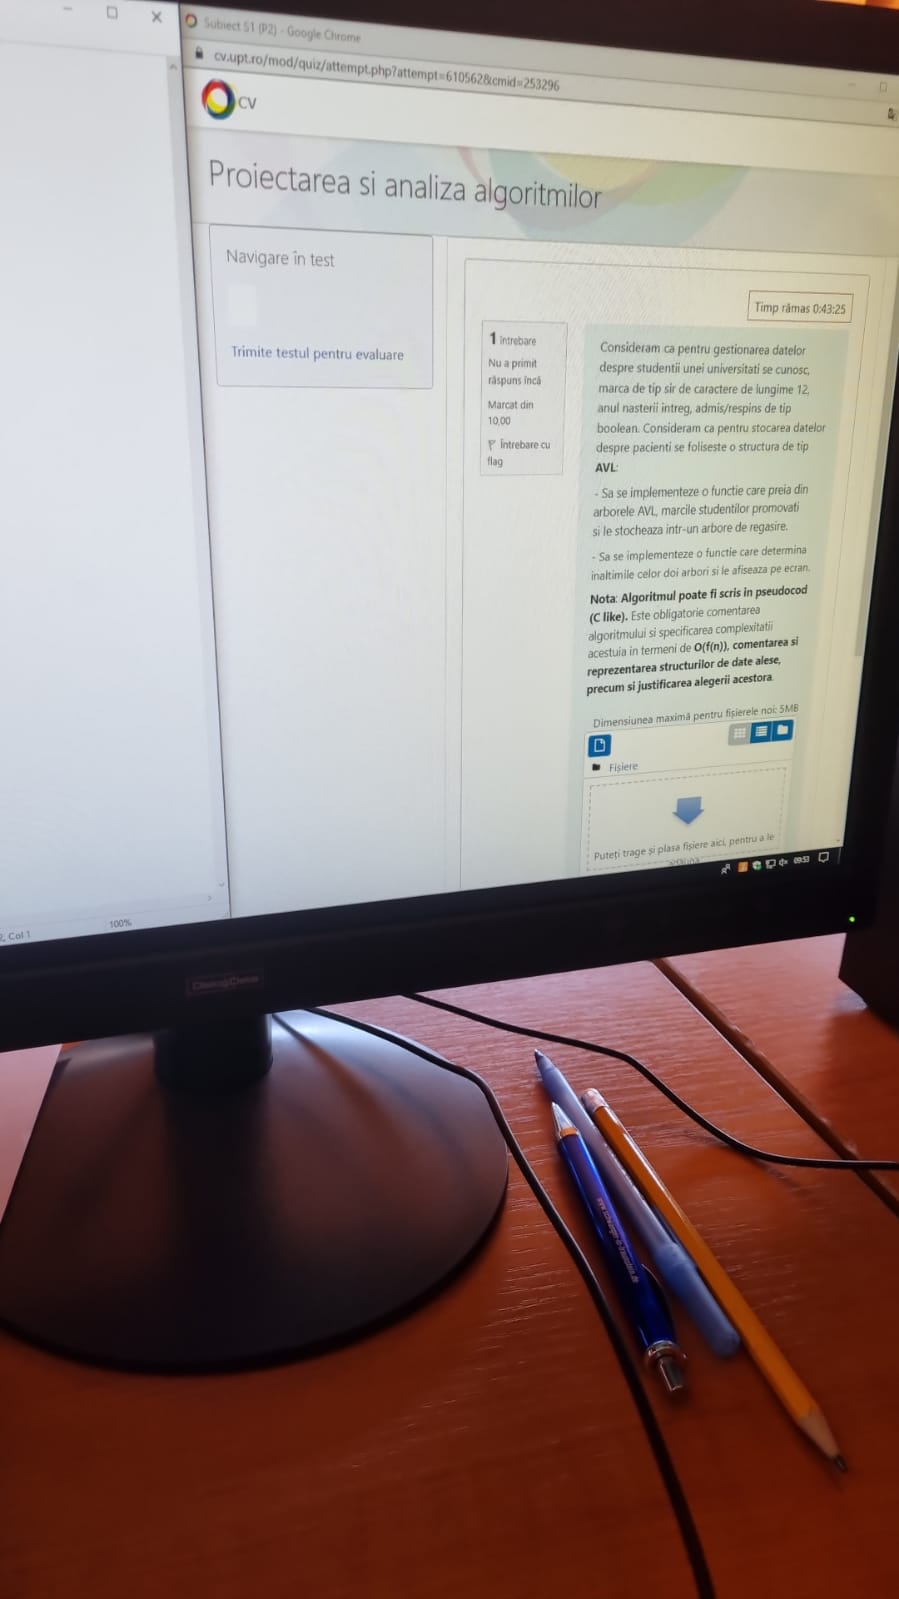 Subiect S1 (P2) - Google Chrome
cv.upt.ro/mod/quiz/attempt.php?attempt=610562&cmid=253296
CV
Proiectarea si analiza algoritmilor
Navigare în test
Trimite testul pentru evaluare
Timp rămas 0:43:25
1 întrebare
Nu a primit
răspuns încă
Marcat din
10,00
Întrebare cu
flag
Consideram ca pentru gestionarea datelor
despre studentii unei universitati se cunosc,
marca de tip sir de caractere de lungime 12,
anul nasterii intreg, admis/respins de tip
boolean. Consideram ca pentru stocarea datelor
despre pacienti se foliseste o structura de tip
AVL:
- Sa se implementeze o functie care preia din
arborele AVL, marcile studentilor promovati
si le stocheaza intr-un arbore de regasire.
- Sa se implementeze o functie care determina
inaltimile celor doi arbori si le afiseaza pe ecran.
Nota: Algoritmul poate fi scris in pseudocod
(C like). Este obligatorie comentarea
algoritmului si specificarea complexitatii
acestuia in termeni de O(f(n)), comentarea si
reprezentarea structurilor de date alese,
precum si justificarea alegerii acestora.
Dimensiunea maximă pentru fișierele noi: 5MB
Fișiere
Puteți trage și plasa fișiere aici, pentru a le
09:53
Col 1
100%